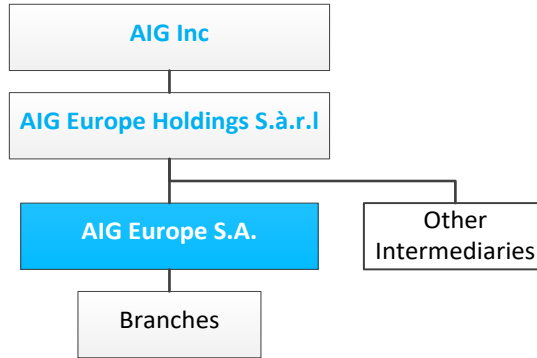 AIG Inc
AIG Europe Holdings S.à.r.l
AIG Europe S.A.
Other
Intermediaries
Branches